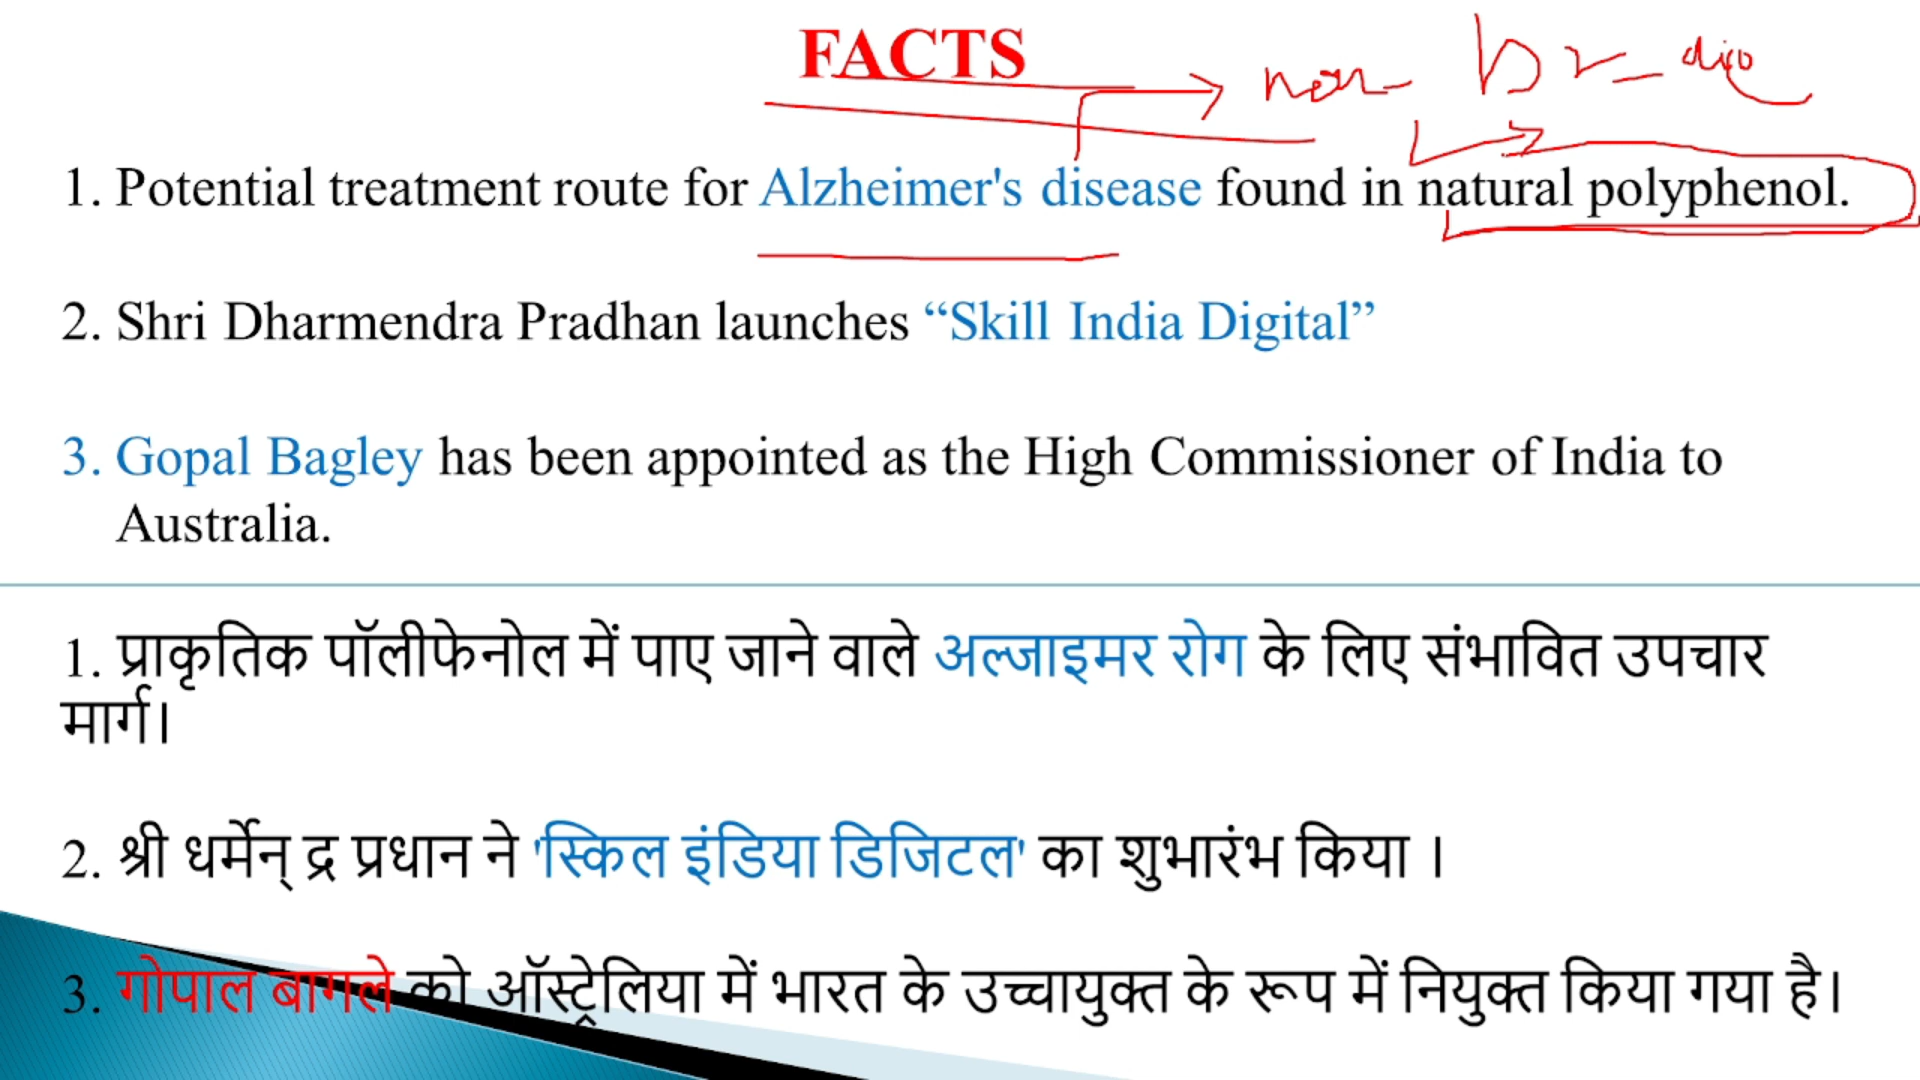 FACTS
1. Potential treatment route for Alzheimer's disease found in natural polyphenol.
2. Shri Dharmendra Pradhan launches “Skill India Digital”
3. Gopal Bagley has been appointed as the High Commissioner of India to
Australia.
1. प्राकृतिक पॉलीफेनोल में पाए जाने वाले अल्जाइमर रोग के लिए संभावित उपचार
मार्ग।
2. श्री धर्मेन् द्र प्रधान ने 'स्किल इंडिया डिजिटल' का शुभारंभ किया ।
3. गोपाल बागले को ऑस्ट्रेलिया में भारत के उच्चायुक्त के रूप में नियुक्त किया गया है।